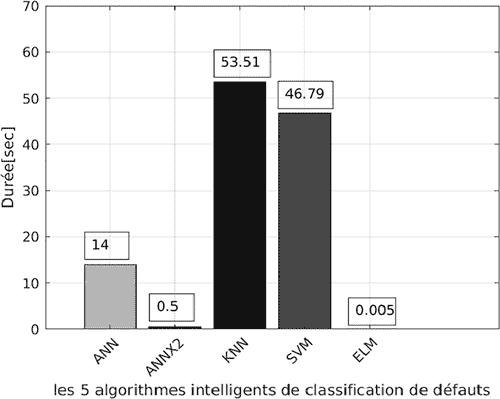 70
60
50
40
30
20
10
0
Durée[sec]
14
0.5
53.51
46.79
0.005
ANN
ANNX2
KNN
SVM
ELM
les 5 algorithmes intelligents de classification de défauts